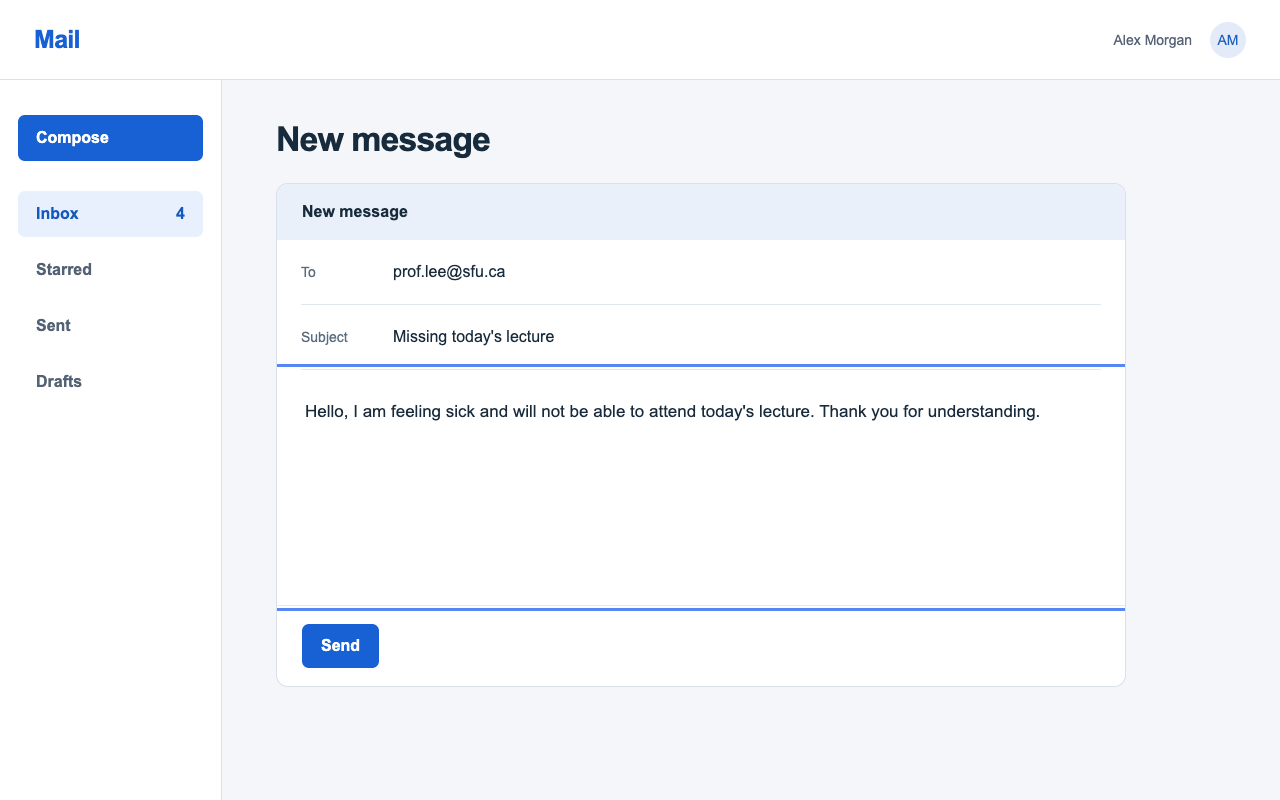 Mail
Alex Morgan
AM
Compose
Inbox 4
Starred
Sent
Drafts
New message
New message
To prof.lee@sfu.ca
Subject Missing today's lecture
Hello, I am feeling sick and will not be able to attend today's lecture. Thank you for understanding.
Send